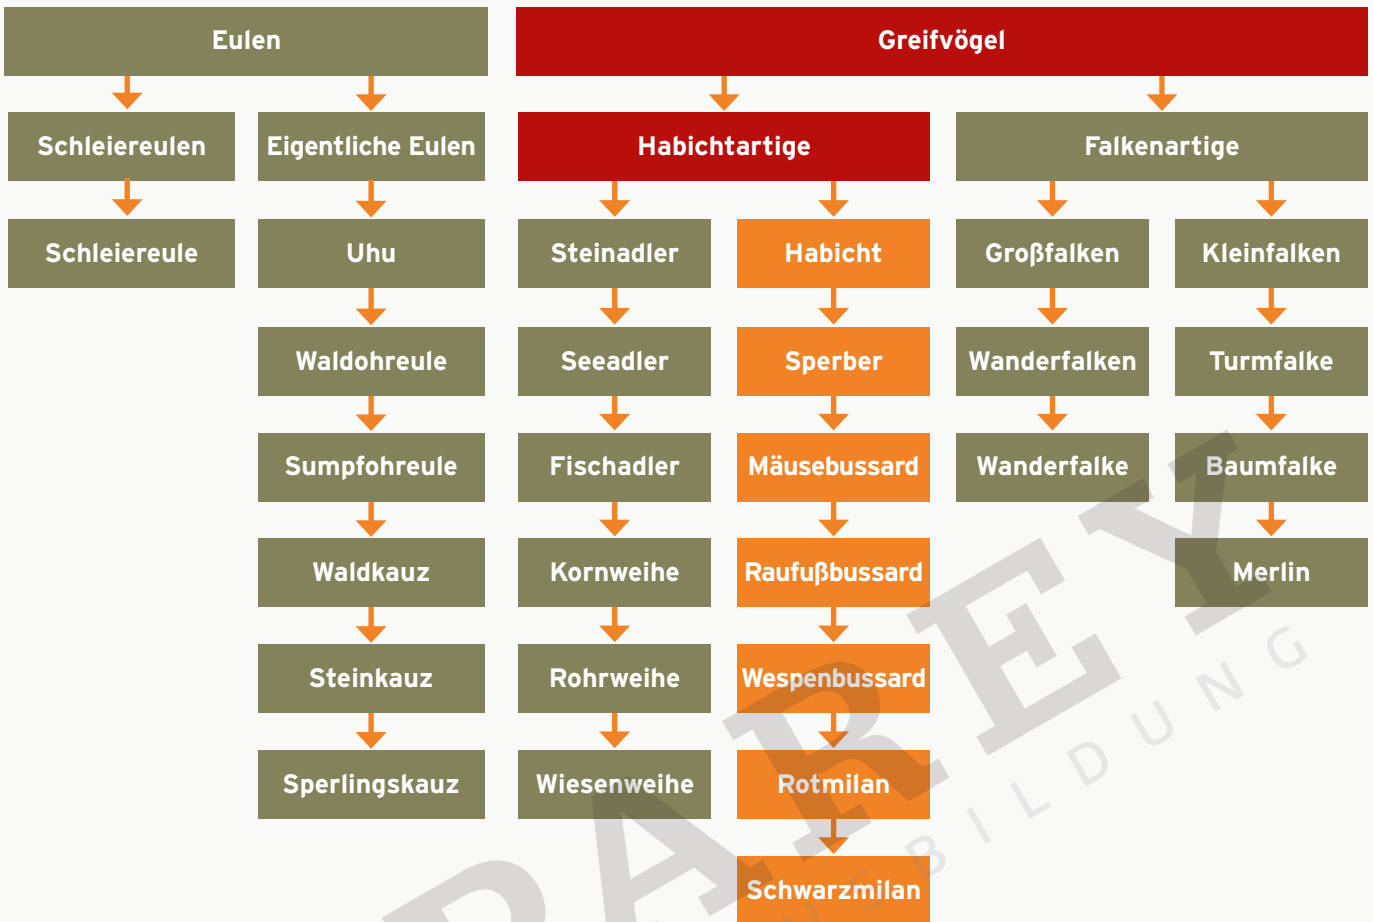 Eulen
Greifvögel
Schleiereulen
Eigentliche Eulen
Habichtartige
Falkenartige
Schleiereule
Uhu
Steinadler
Habicht
Großfalken
Kleinfalken
Waldohreule
Seeadler
Sperber
Wanderfalken
Turmfalke
Sumpfohreule
Fischadler
Mäusebussard
Wanderfalke
Baumfalke
Waldkauz
Kornweihe
Raufußbussard
Merlin
Steinkauz
Rohrweihe
Wespenbussard
Sperlingskauz
Wiesenweihe
Rotmilan
Schwarzmilan
PAREY